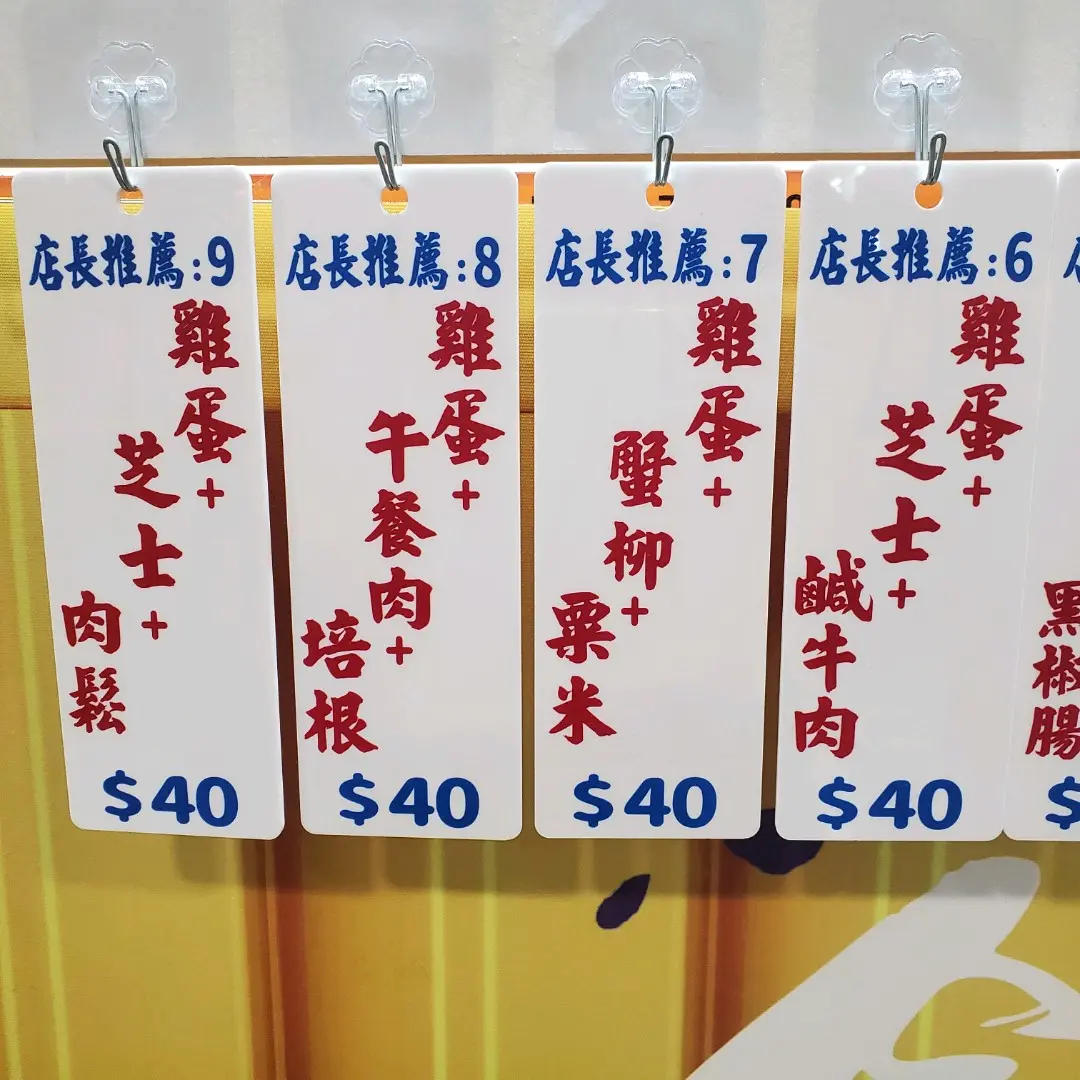 店長推薦:9
雞蛋+
芝士+
肉鬆
$40
店長推薦:8
雞蛋+
午餐肉+
培根
$40
店長推薦:7
雞蛋+
蟹柳+
粟米
$40
店長推薦:6
雞蛋+
芝士+
鹹牛肉
$40
黑椒腸
$